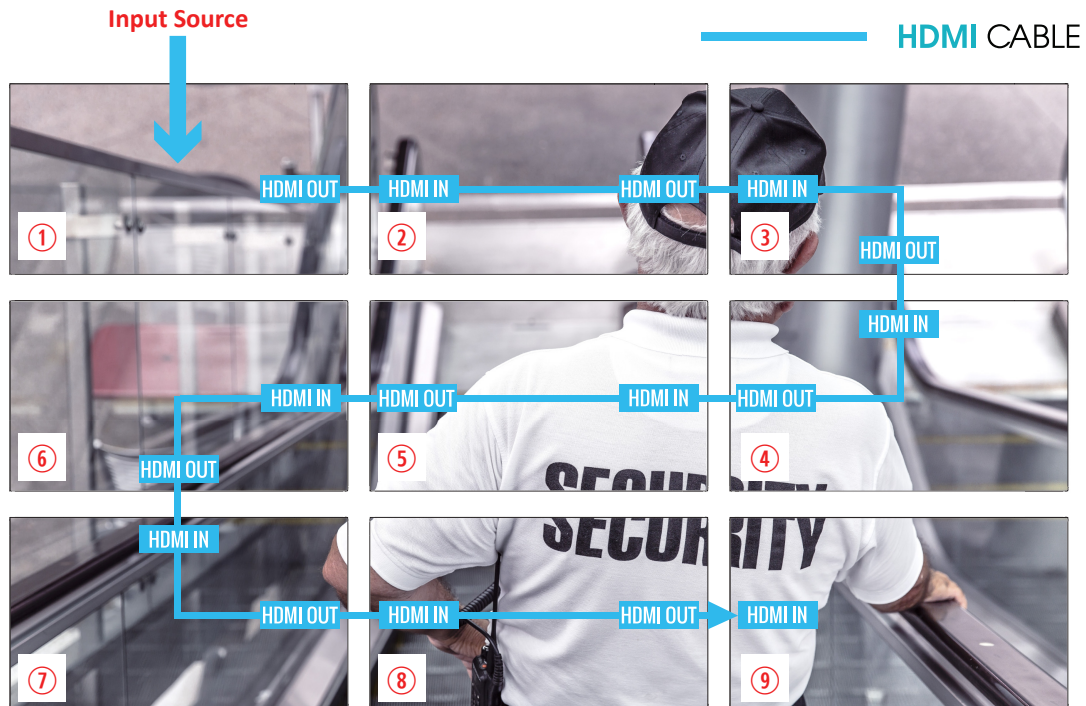 Input Source
HDMI CABLE
HDMI OUT
HDMI IN
HDMI OUT
HDMI IN
①
②
③
HDMI OUT
HDMI IN
HDMI IN
HDMI OUT
HDMI IN
HDMI OUT
⑥
⑤
④
HDMI OUT
SECURITY
HDMI IN
SECURITY
HDMI OUT
HDMI IN
HDMI OUT
HDMI IN
⑦
⑧
⑨